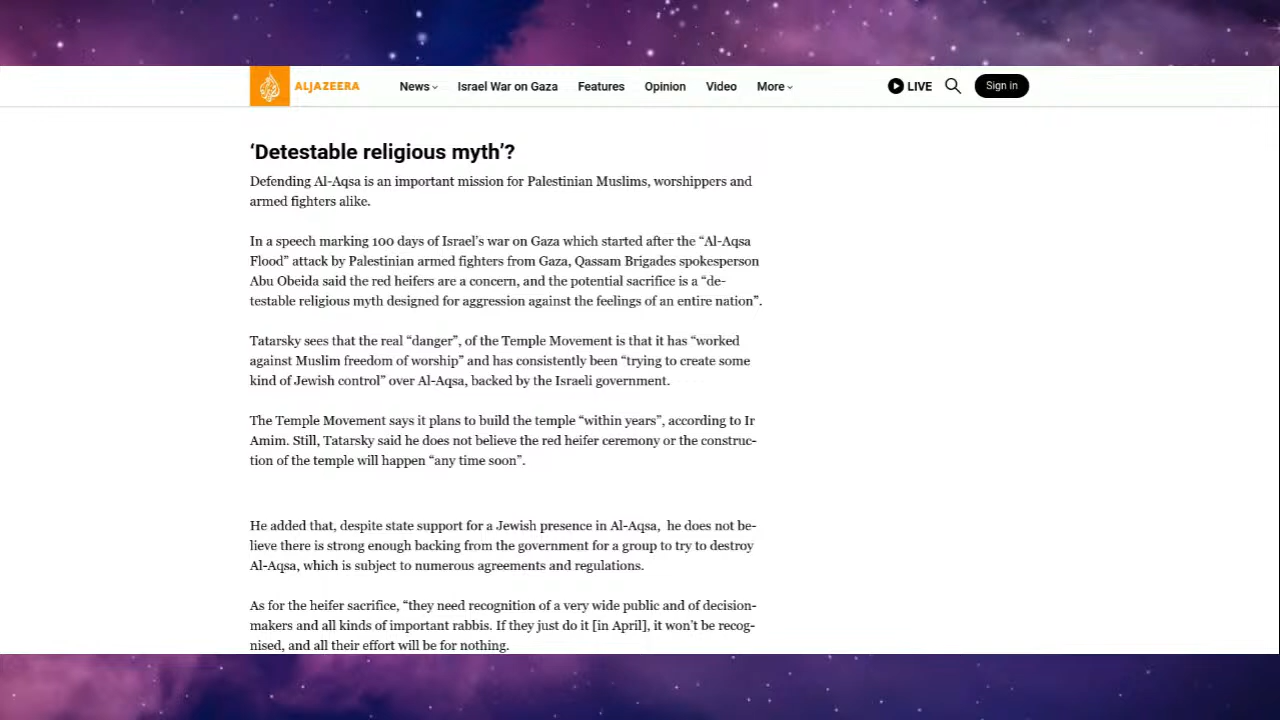 ALJAZEERA
News
Israel War on Gaza
Features
Opinion
Video
More
LIVE
Sign in
‘Detestable religious myth’?
Defending Al-Aqsa is an important mission for Palestinian Muslims, worshippers and
armed fighters alike.
In a speech marking 100 days of Israel’s war on Gaza which started after the “Al-Aqsa
Flood” attack by Palestinian armed fighters from Gaza, Qassam Brigades spokesperson
Abu Obeida said the red heifers are a concern, and the potential sacrifice is a “de-
testable religious myth designed for aggression against the feelings of an entire nation”.
Tatarsky sees that the real “danger”, of the Temple Movement is that it has “worked
against Muslim freedom of worship” and has consistently been “trying to create some
kind of Jewish control” over Al-Aqsa, backed by the Israeli government.
The Temple Movement says it plans to build the temple “within years”, according to Ir
Amim. Still, Tatarsky said he does not believe the red heifer ceremony or the construc-
tion of the temple will happen “any time soon”.
He added that, despite state support for a Jewish presence in Al-Aqsa, he does not be-
lieve there is strong enough backing from the government for a group to try to destroy
Al-Aqsa, which is subject to numerous agreements and regulations.
As for the heifer sacrifice, “they need recognition of a very wide public and of decision-
makers and all kinds of important rabbis. If they just do it [in April], it won’t be recog-
nised, and all their effort will be for nothing.